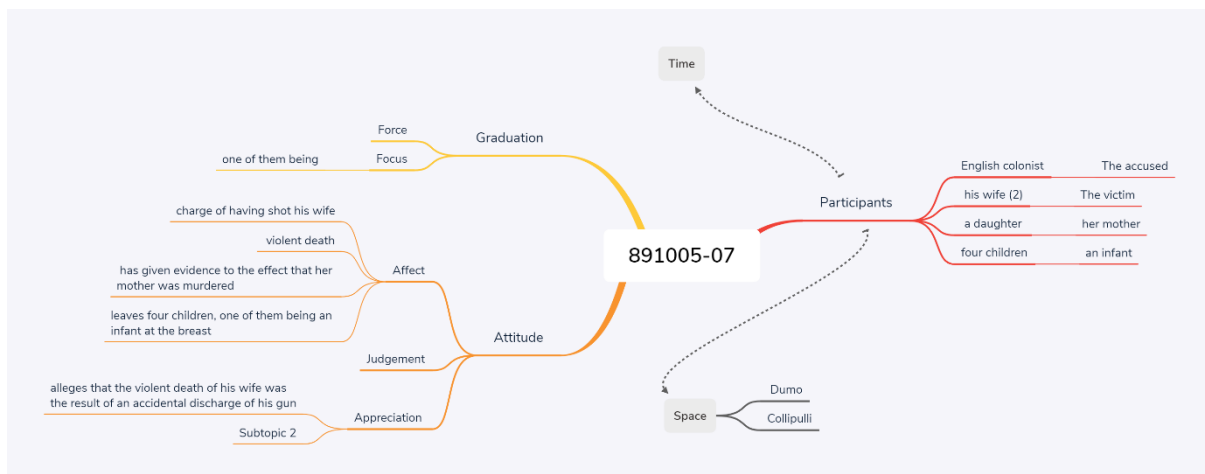 Time
Graduation
Force
Focus
one of them being
charge of having shot his wife
violent death
has given evidence to the effect that her
mother was murdered
leaves four children, one of them being an
infant at the breast
Affect
Attitude
Judgement
alleges that the violent death of his wife was
the result of an accidental discharge of his gun
Subtopic 2
Appreciation
891005-07
Participants
English colonist
The accused
his wife (2)
The victim
a daughter
her mother
four children
an infant
Space
Dumo
Collipulli